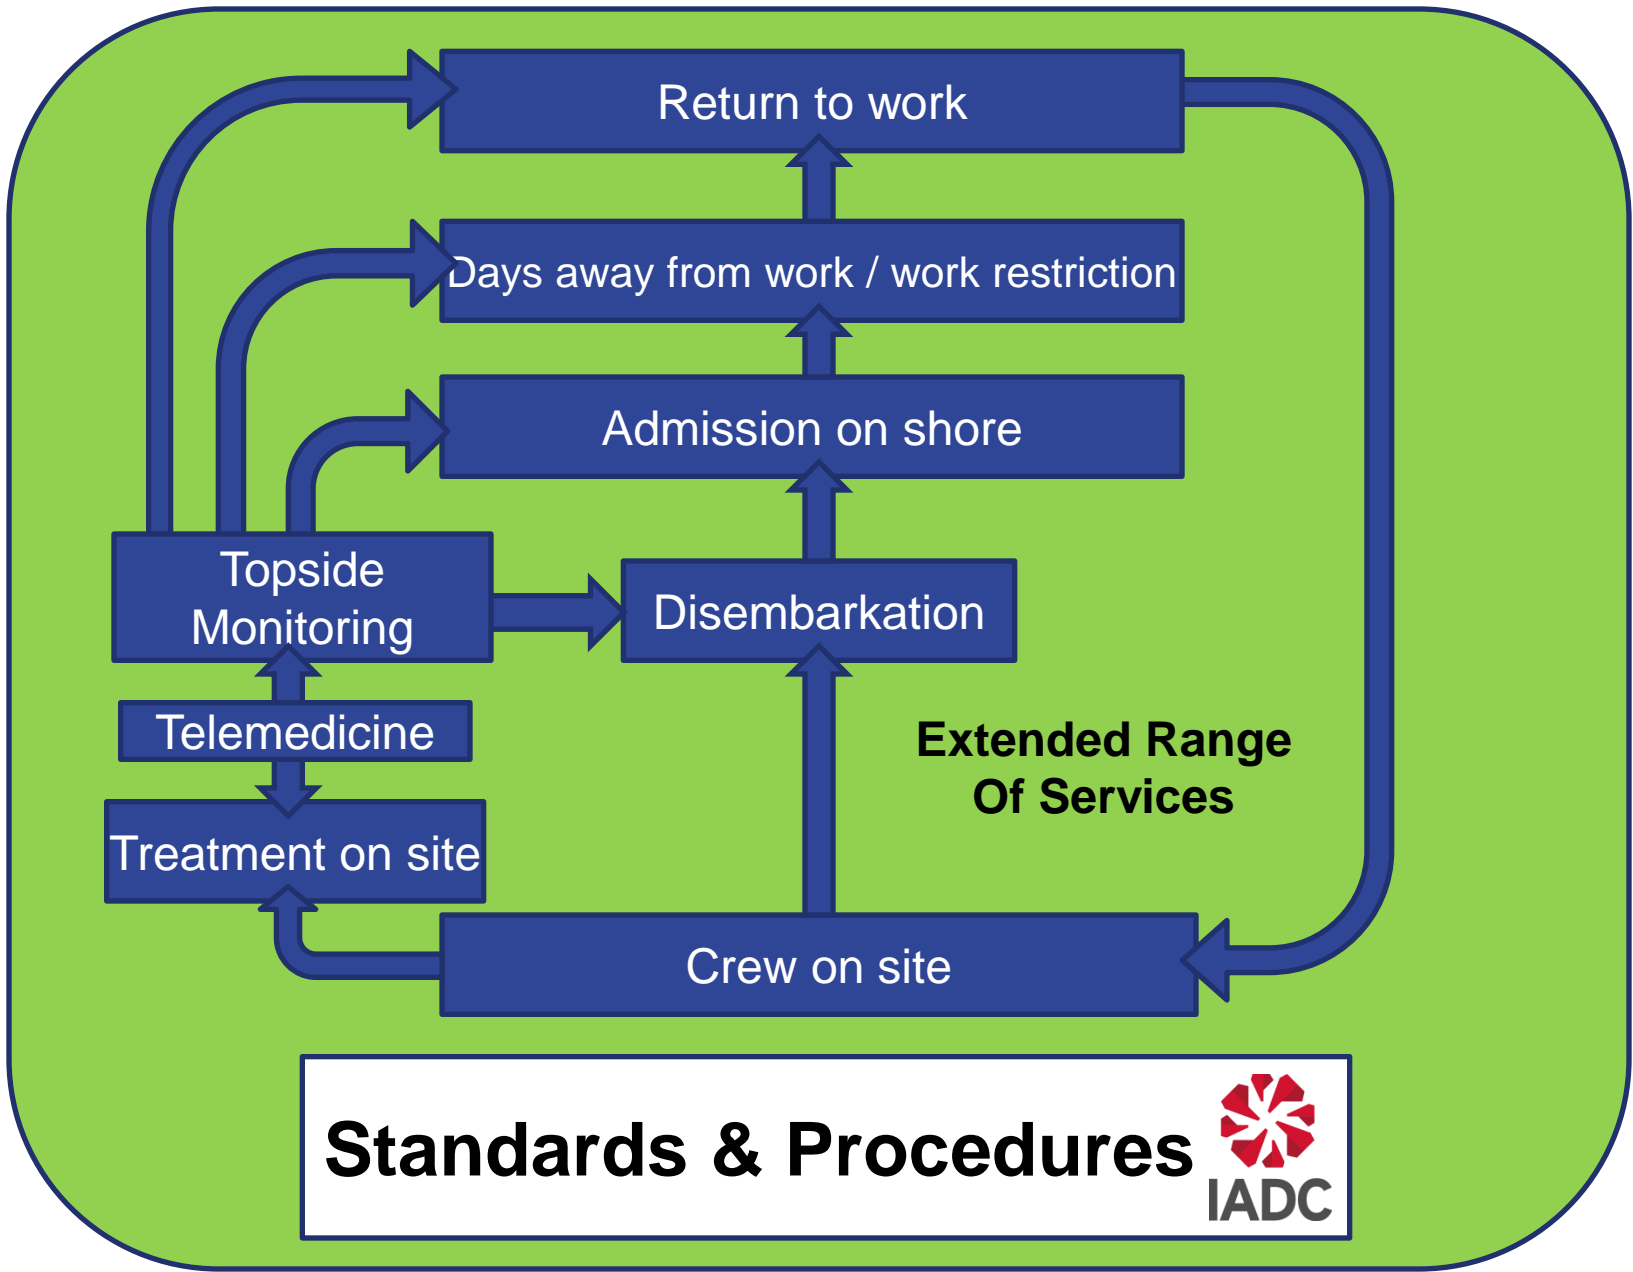 Return to work
Days away from work / work restriction
Admission on shore
Topside
Monitoring
Disembarkation
Telemedicine
Extended Range
Of Services
Treatment on site
Crew on site
Standards & Procedures
IADC